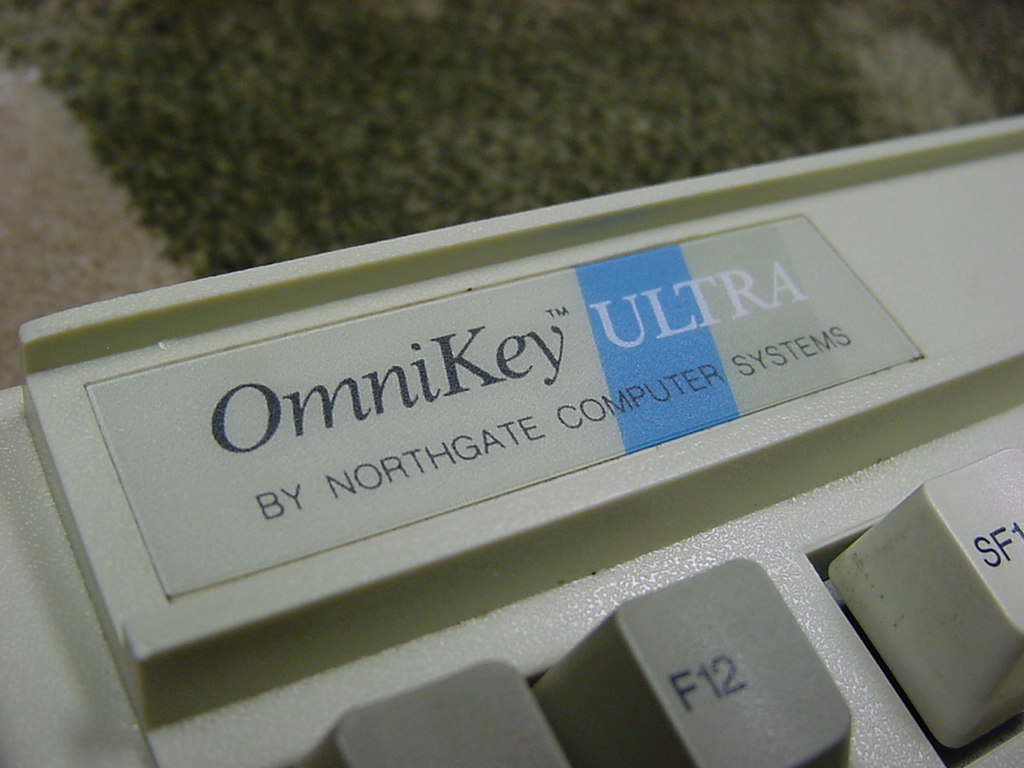 OmniKey™ ULTRA
BY NORTHGATE COMPUTER SYSTEMS
F12
SF1